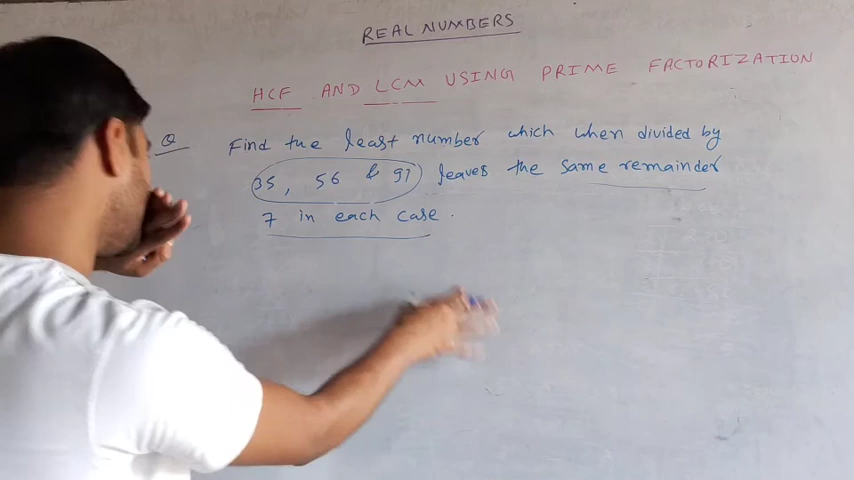 REAL NUMBERS
HCF AND LCM USING PRIME FACTORIZATION
Q Find the least number which when divided by
35, 56 & 91 leaves the same remainder
7 in each case.